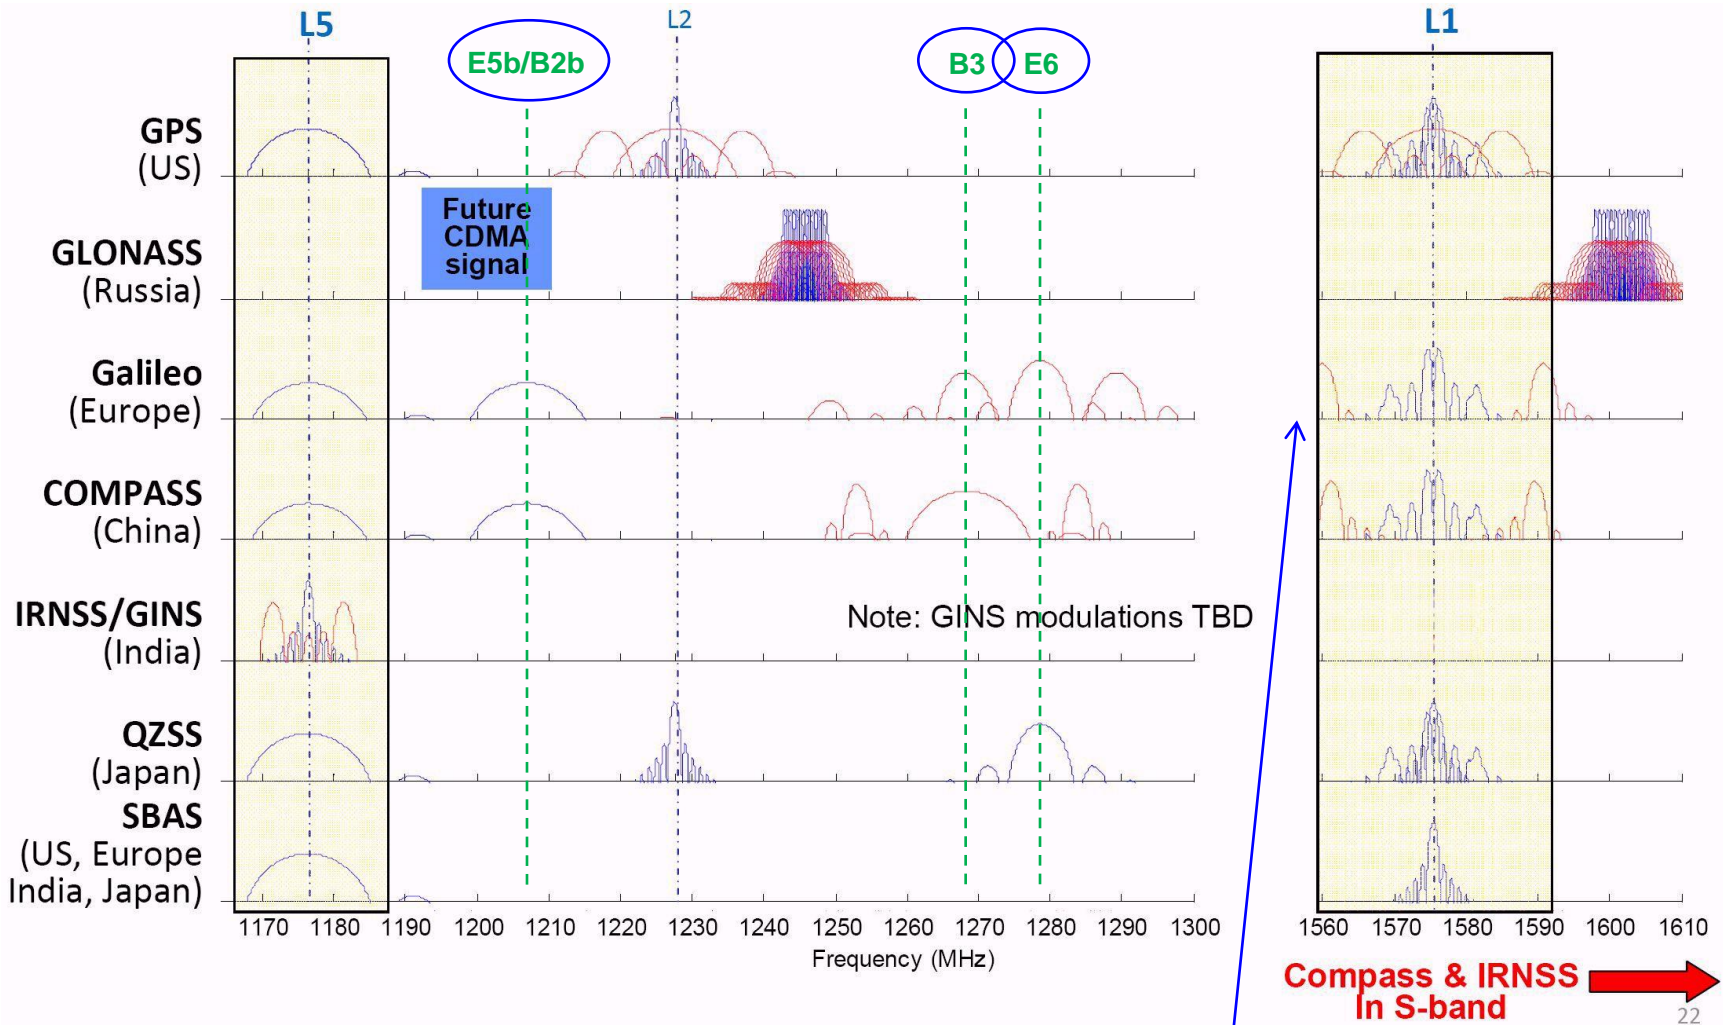 L5
L2
L1
E5b/B2b
B3
E6
GPS
(US)
Future
CDMA
signal
GLONASS
(Russia)
Galileo
(Europe)
COMPASS
(China)
IRNSS/GINS
(India)
Note: GINS modulations TBD
QZSS
(Japan)
SBAS
(US, Europe
India, Japan)
1170 1180 1190 1200 1210 1220 1230 1240 1250 1260 1270 1280 1290 1300
1560 1570 1580 1590 1600 1610
Frequency (MHz)
Compass & IRNSS
In S-band
22